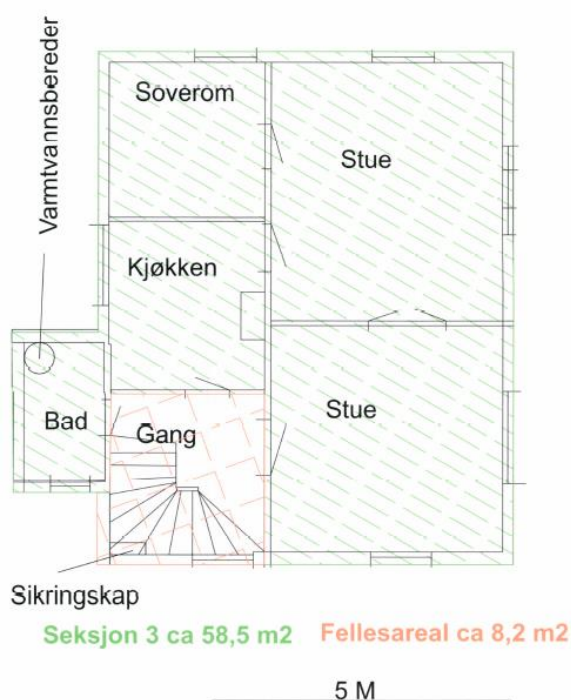 Varmtvannsbereder
Soverom
Stue
Kjøkken
Bad
Gang
Stue
Sikringskap
Seksjon 3 ca 58,5 m2 Fellesareal ca 8,2 m2
5 M